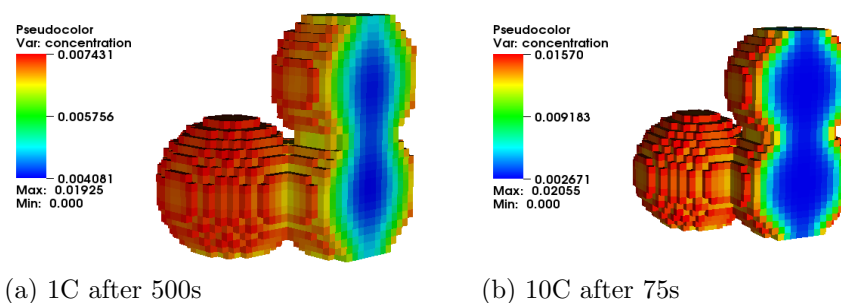 Pseudocolor
Var: concentration
0.007431
0.005756
0.004081
Max: 0.01925
Min: 0.000
(a) 1C after 500s
Pseudocolor
Var: concentration
0.01570
0.009183
0.002671
Max: 0.02055
Min: 0.000
(b) 10C after 75s